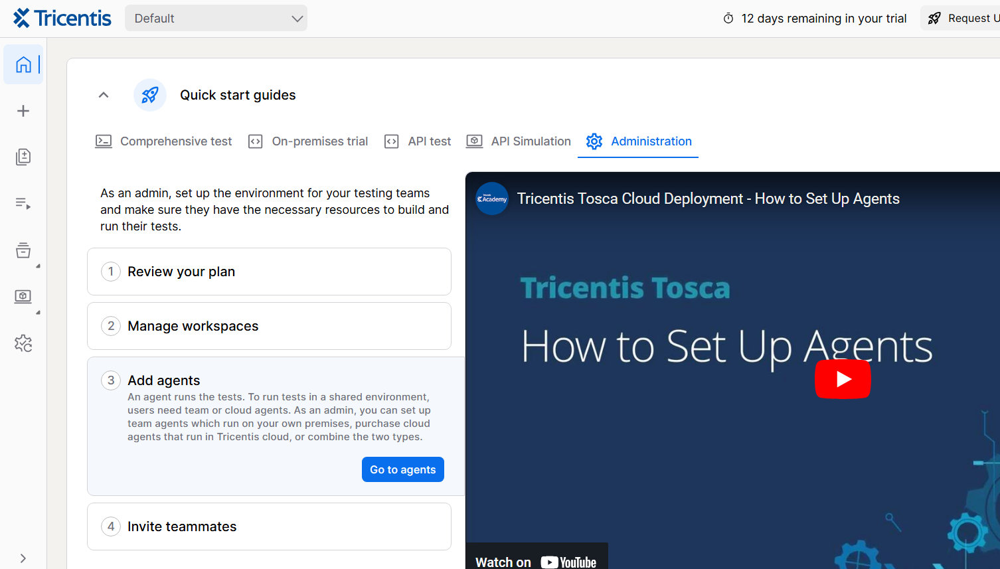 Tricentis
Default
12 days remaining in your trial
Request U
Quick start guides
Comprehensive test
On-premises trial
API test
API Simulation
Administration
As an admin, set up the environment for your testing teams
and make sure they have the necessary resources to build and
run their tests.
1 Review your plan
2 Manage workspaces
3 Add agents
An agent runs the tests. To run tests in a shared environment,
users need team or cloud agents. As an admin, you can set up
team agents which run on your own premises, purchase cloud
agents that run in Tricentis cloud, or combine the two types.
Go to agents
4 Invite teammates
Tricentis
Academy
Tricentis Tosca Cloud Deployment - How to Set Up Agents
Tricentis Tosca
How to Set Up Agents
Watch on YouTube